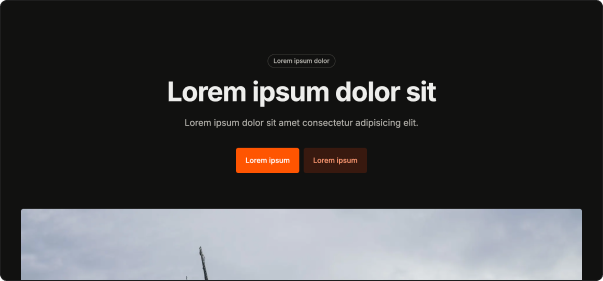 Lorem ipsum dolor
Lorem ipsum dolor sit
Lorem ipsum dolor sit amet consectetur adipisicing elit.
Lorem ipsum
Lorem ipsum